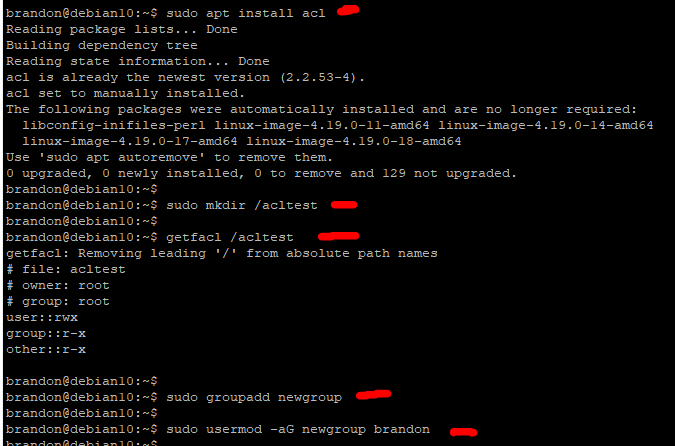 brandon@debian10:~$ sudo apt install acl
Reading package lists... Done
Building dependency tree
Reading state information... Done
acl is already the newest version (2.2.53-4).
acl set to manually installed.
The following packages were automatically installed and are no longer required:
  libconfig-inifiles-perl linux-image-4.19.0-11-amd64 linux-image-4.19.0-14-amd64
  linux-image-4.19.0-17-amd64 linux-image-4.19.0-18-amd64
Use 'sudo apt autoremove' to remove them.
0 upgraded, 0 newly installed, 0 to remove and 129 not upgraded.
brandon@debian10:~$
brandon@debian10:~$ sudo mkdir /acltest
brandon@debian10:~$
brandon@debian10:~$ getfacl /acltest
getfacl: Removing leading '/' from absolute path names
# file: acltest
# owner: root
# group: root
user::rwx
group::r-x
other::r-x

brandon@debian10:~$
brandon@debian10:~$ sudo groupadd newgroup
brandon@debian10:~$
brandon@debian10:~$ sudo usermod -aG newgroup brandon
brandon@debian10:~$